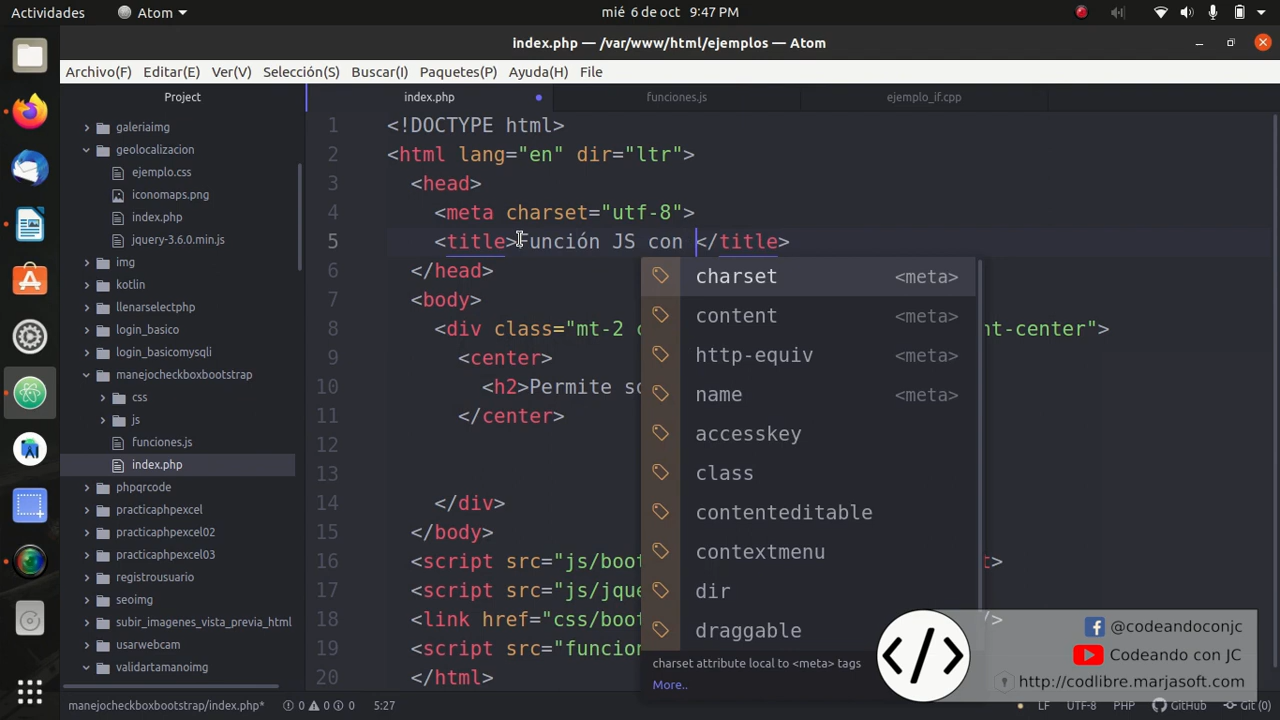 Actividades
Atom
mié 6 de oct 9:47 PM
index.php — /var/www/html/ejemplos — Atom
Archivo(F) Editar(E) Ver(V) Selección(S) Buscar(I) Paquetes(P) Ayuda(H) File
Project
galeriaimg
geolocalizacion
ejemplo.css
iconomaps.png
index.php
jquery-3.6.0.min.js
img
kotlin
llenarselectphp
login_basico
login_basicomysqli
manejocheckboxbootstrap
css
js
funciones.js
index.php
phpqrcode
practicaphpexcel
practicaphpexcel02
practicaphpexcel03
registrousuario
seoimg
subir_imagenes_vista_previa_html
usarwebcam
validartamanoimg
index.php funciones.js ejemplo_if.cpp
1 <!DOCTYPE html>
2 <html lang="en" dir="ltr">
3 <head>
4 <meta charset="utf-8">
5 <title>Función JS con </title>
6 </head>
7 <body>
8 <div class="mt-2 nt-center">
9 <center>
10 <h2>Permite
11 </center>
12
13
14 </div>
15 </body>
16 <script src="js/boot t>
17 <script src="js/jque
18 <link href="css/boot />
19 <script src="funcion
20 </html>
charset <meta>
content <meta>
http-equiv <meta>
name <meta>
accesskey
class
contenteditable
contextmenu
dir
draggable
charset attribute local to <meta> tags
More..
</>
@codeandoconjc
Codeando con JC
http://codlibre.marjasoft.com
manejocheckboxbootstrap/index.php* 0 0 0 5:27 LF UTF-8 PHP GitHub Git (0)